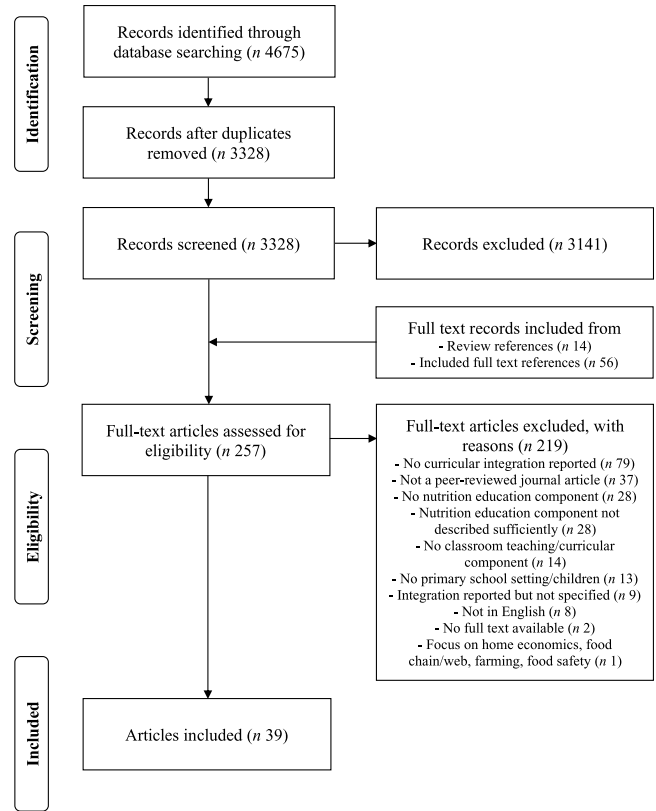 Identification
Records identified through
database searching (n 4675)
Records after duplicates
removed (n 3328)
Screening
Records screened (n 3328)
Records excluded (n 3141)
Full text records included from
- Review references (n 14)
- Included full text references (n 56)
Eligibility
Full-text articles assessed for
eligibility (n 257)
Full-text articles excluded, with
reasons (n 219)
- No curricular integration reported (n 79)
- Not a peer-reviewed journal article (n 37)
- No nutrition education component (n 28)
- Nutrition education component not
described sufficiently (n 28)
- No classroom teaching/curricular
component (n 14)
- No primary school setting/children (n 13)
- Integration reported but not specified (n 9)
- Not in English (n 8)
- No full text available (n 2)
- Focus on home economics, food
chain/web, farming, food safety (n 1)
Included
Articles included (n 39)